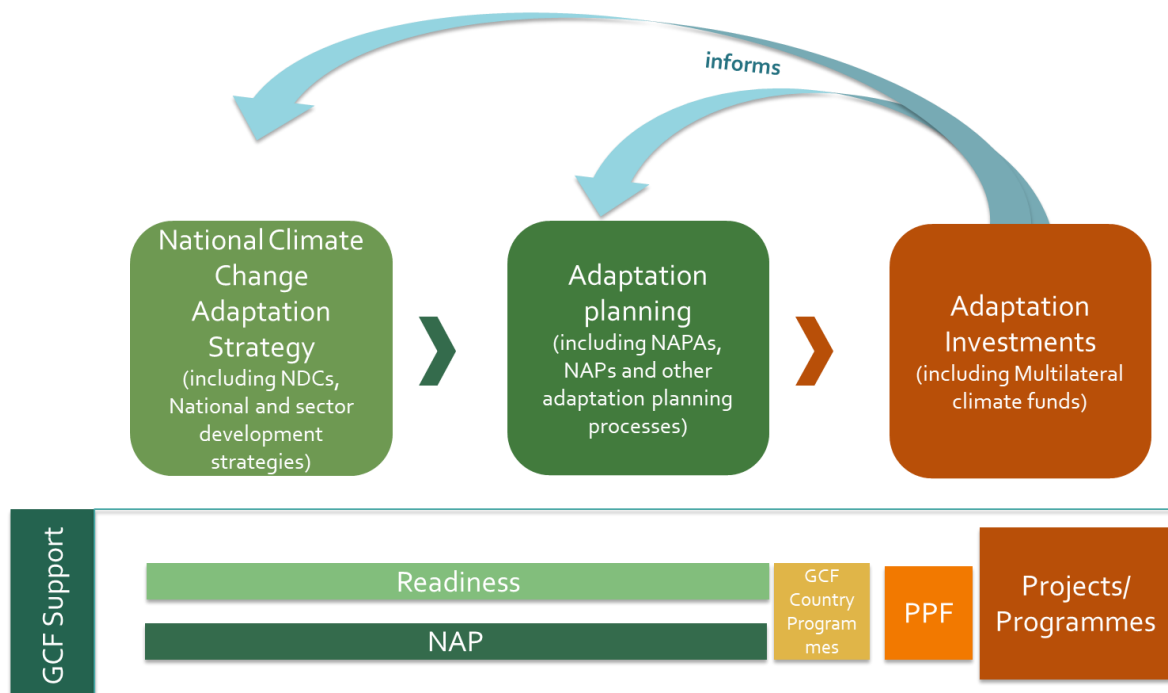 informs
National Climate
Change
Adaptation
Strategy
(including NDCs,
National and sector
development
strategies)
Adaptation
planning
(including NAPAs,
NAPs and other
adaptation planning
processes)
Adaptation
Investments
(including Multilateral
climate funds)
GCF Support
Readiness
NAP
GCF
Country
Program
mes
PPF
Projects/
Programmes